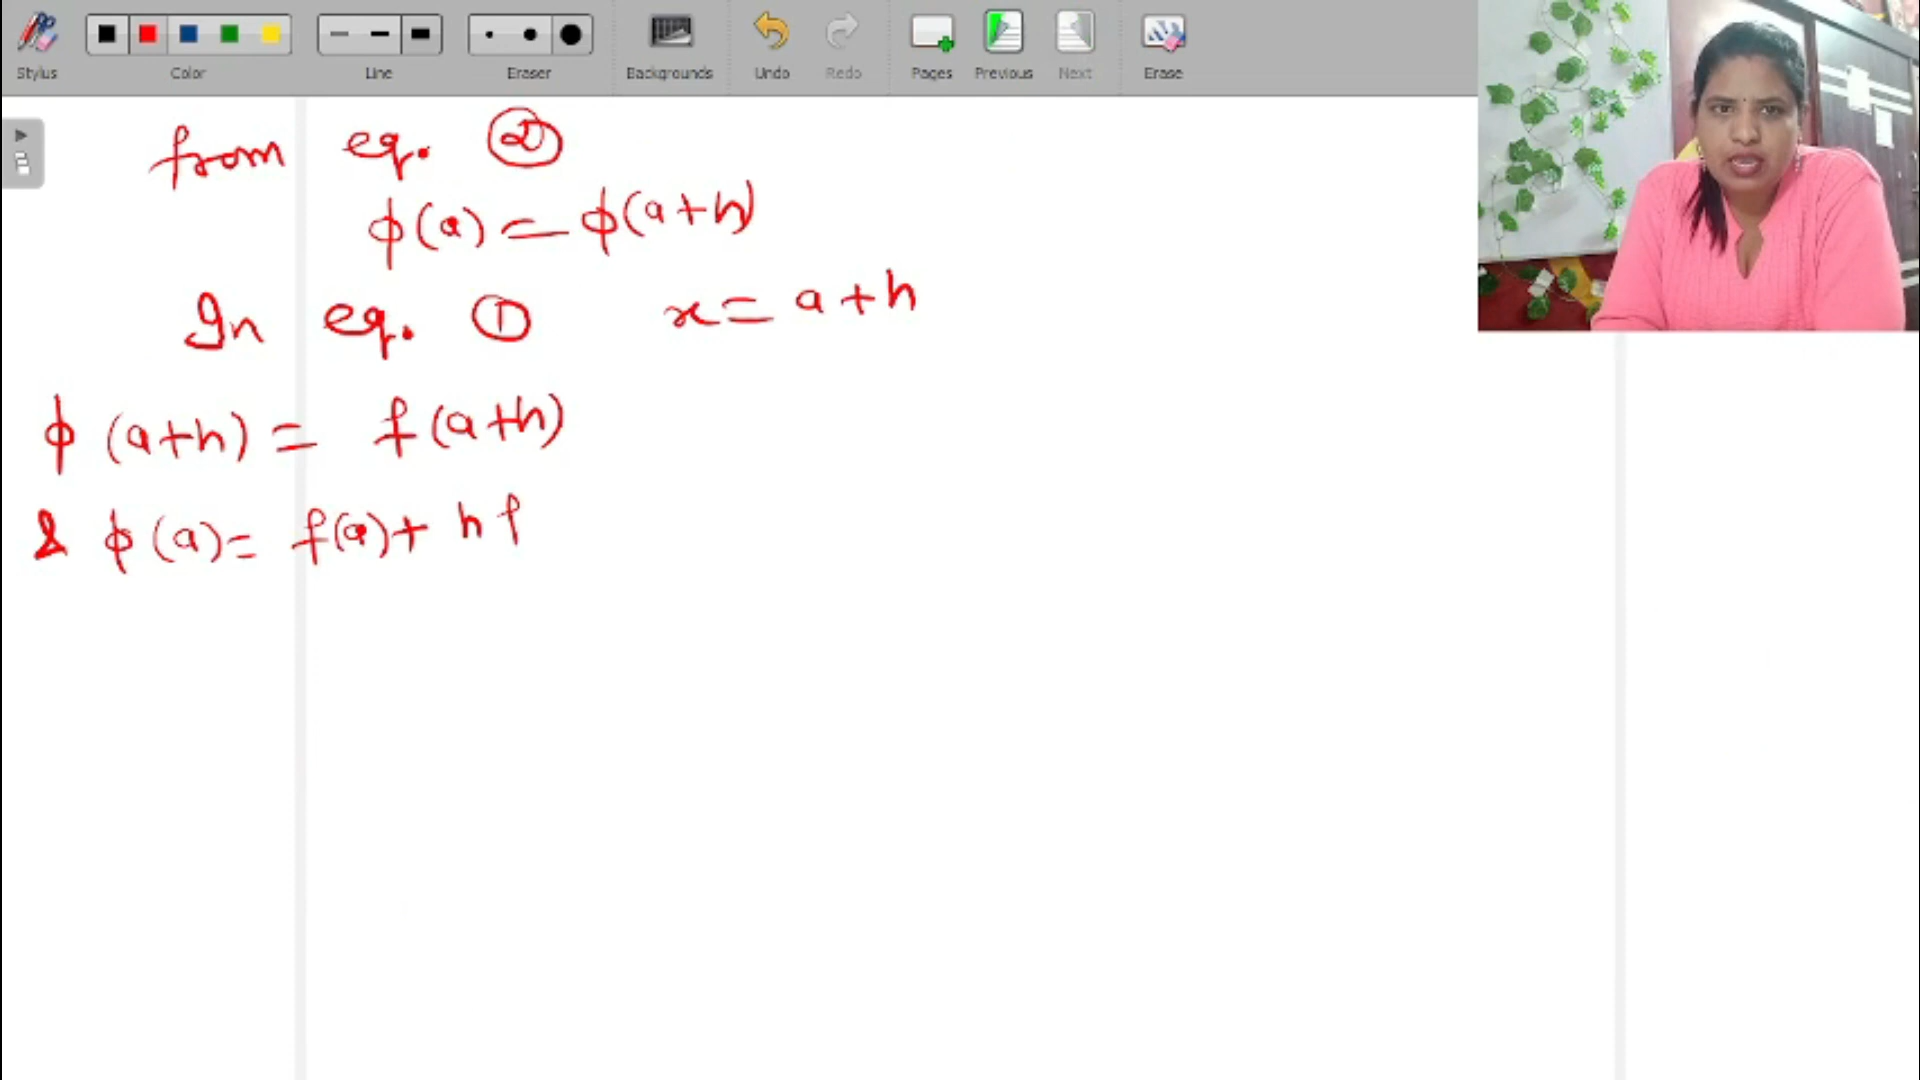 Stylus Color Line Eraser Backgrounds Undo Redo Pages Previous Next Erase
from eq. ②
ϕ(a) = ϕ(a+h)
In eq. ① x = a+h
ϕ(a+h) = f(a+h)
& ϕ(a) = f(a) + h f